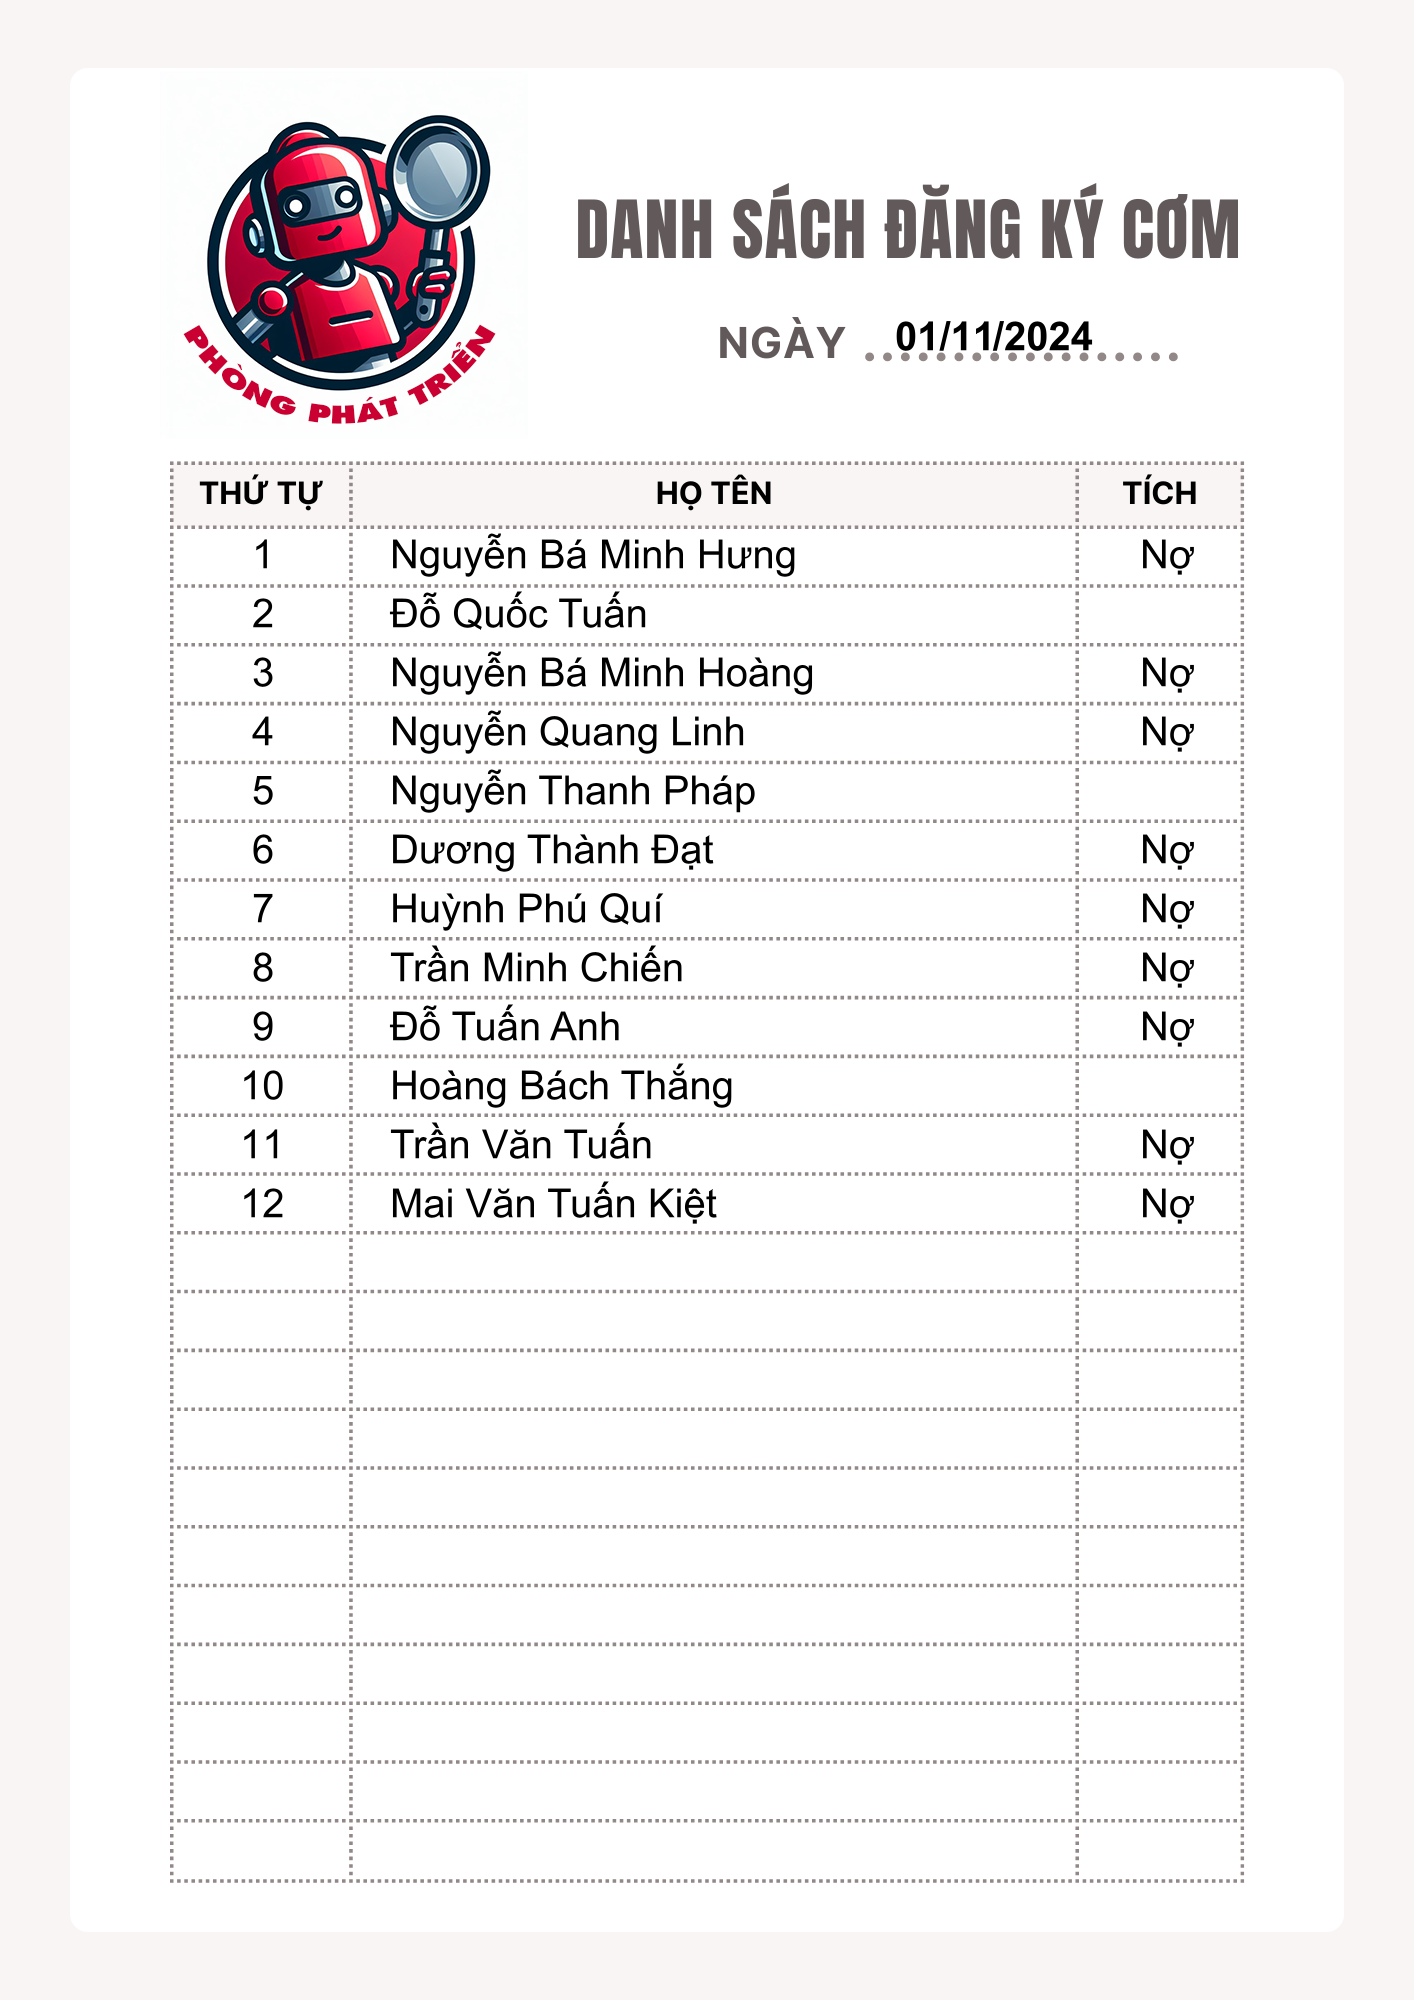 DANH SÁCH ĐĂNG KÝ CƠM
NGÀY 01/11/2024
PHÒNG PHÁT TRIỂN
THỨ TỰ HỌ TÊN TÍCH
1 Nguyễn Bá Minh Hưng Nợ
2 Đỗ Quốc Tuấn
3 Nguyễn Bá Minh Hoàng Nợ
4 Nguyễn Quang Linh Nợ
5 Nguyễn Thanh Pháp
6 Dương Thành Đạt Nợ
7 Huỳnh Phú Quí Nợ
8 Trần Minh Chiến Nợ
9 Đỗ Tuấn Anh Nợ
10 Hoàng Bách Thắng
11 Trần Văn Tuấn Nợ
12 Mai Văn Tuấn Kiệt Nợ